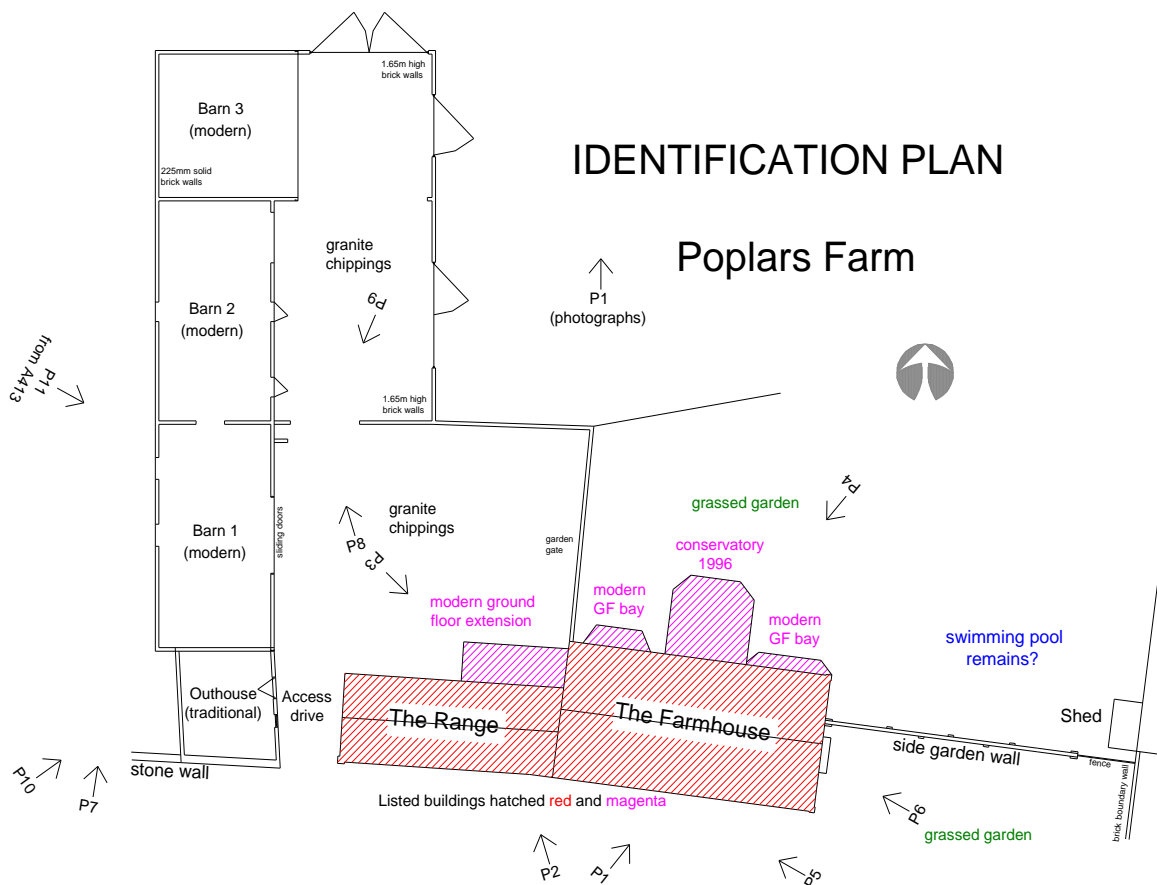 1.65m high
brick walls
Barn 3
(modern)
IDENTIFICATION PLAN
225mm solid
brick walls
granite
chippings
Poplars Farm
P9
P1
(photographs)
Barn 2
(modern)
from A413
P11
1.65m high
brick walls
P4
grassed garden
granite
chippings
sliding doors
Barn 1
(modern)
garden
gate
conservatory
1996
P8
P3
modern
GF bay
modern ground
floor extension
modern
GF bay
swimming pool
remains?
Outhouse
(traditional)
Access
drive
The Range
The Farmhouse
Shed
side garden wall
fence
stone wall
P10
P7
Listed buildings hatched red and magenta
brick boundary wall
P6
grassed garden
P2
P1
P5